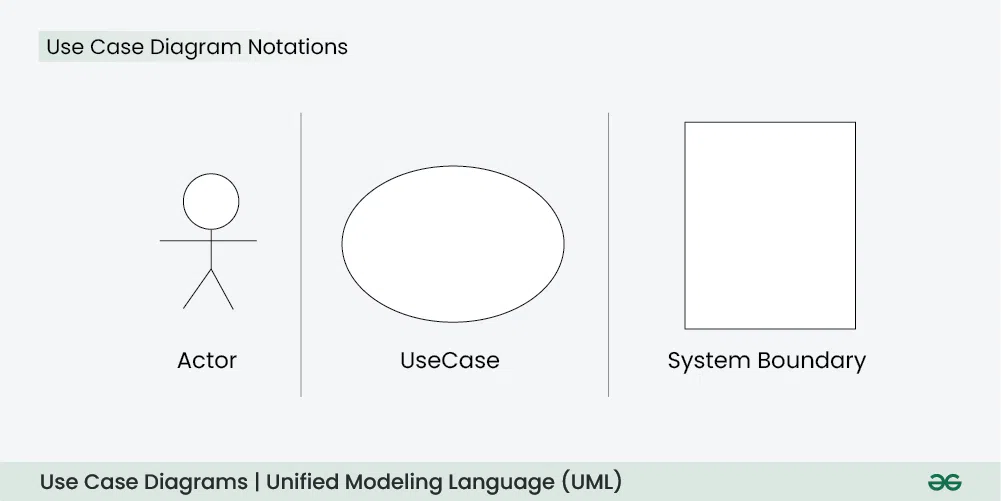 Use Case Diagram Notations
Actor
UseCase
System Boundary
Use Case Diagrams | Unified Modeling Language (UML)